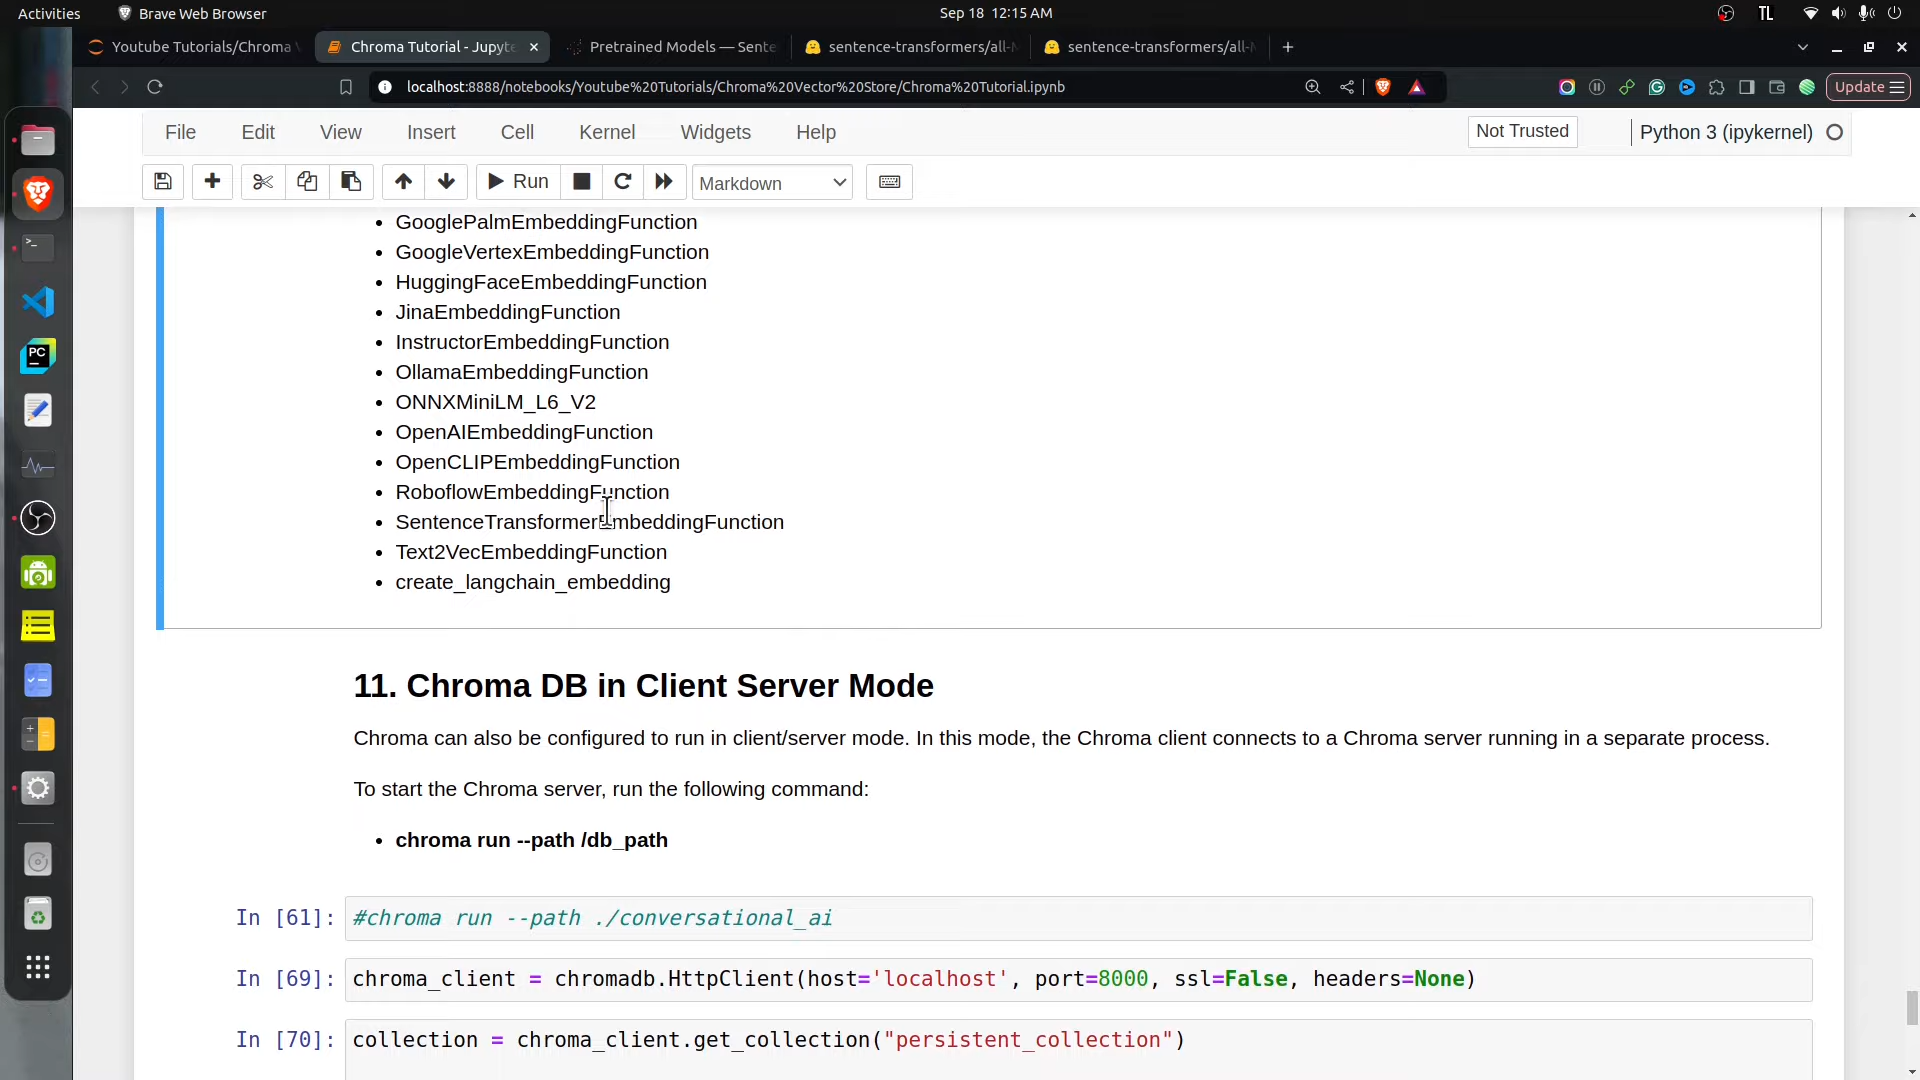 Activities Brave Web Browser Sep 18 12:15 AM TL
Youtube Tutorials/Chroma Chroma Tutorial - Jupyte Pretrained Models — Sente sentence-transformers/all- sentence-transformers/all-
localhost:8888/notebooks/Youtube%20Tutorials/Chroma%20Vector%20Store/Chroma%20Tutorial.ipynb Update
File Edit View Insert Cell Kernel Widgets Help Not Trusted Python 3 (ipykernel)
Run Markdown
• GooglePalmEmbeddingFunction
• GoogleVertexEmbeddingFunction
• HuggingFaceEmbeddingFunction
• JinaEmbeddingFunction
• InstructorEmbeddingFunction
• OllamaEmbeddingFunction
• ONNXMiniLM_L6_V2
• OpenAIEmbeddingFunction
• OpenCLIPEmbeddingFunction
• RoboflowEmbeddingFunction
• SentenceTransformerEmbeddingFunction
• Text2VecEmbeddingFunction
• create_langchain_embedding
11. Chroma DB in Client Server Mode
Chroma can also be configured to run in client/server mode. In this mode, the Chroma client connects to a Chroma server running in a separate process.
To start the Chroma server, run the following command:
• chroma run --path /db_path
In [61]: #chroma run --path ./conversational_ai
In [69]: chroma_client = chromadb.HttpClient(host='localhost', port=8000, ssl=False, headers=None)
In [70]: collection = chroma_client.get_collection("persistent_collection")